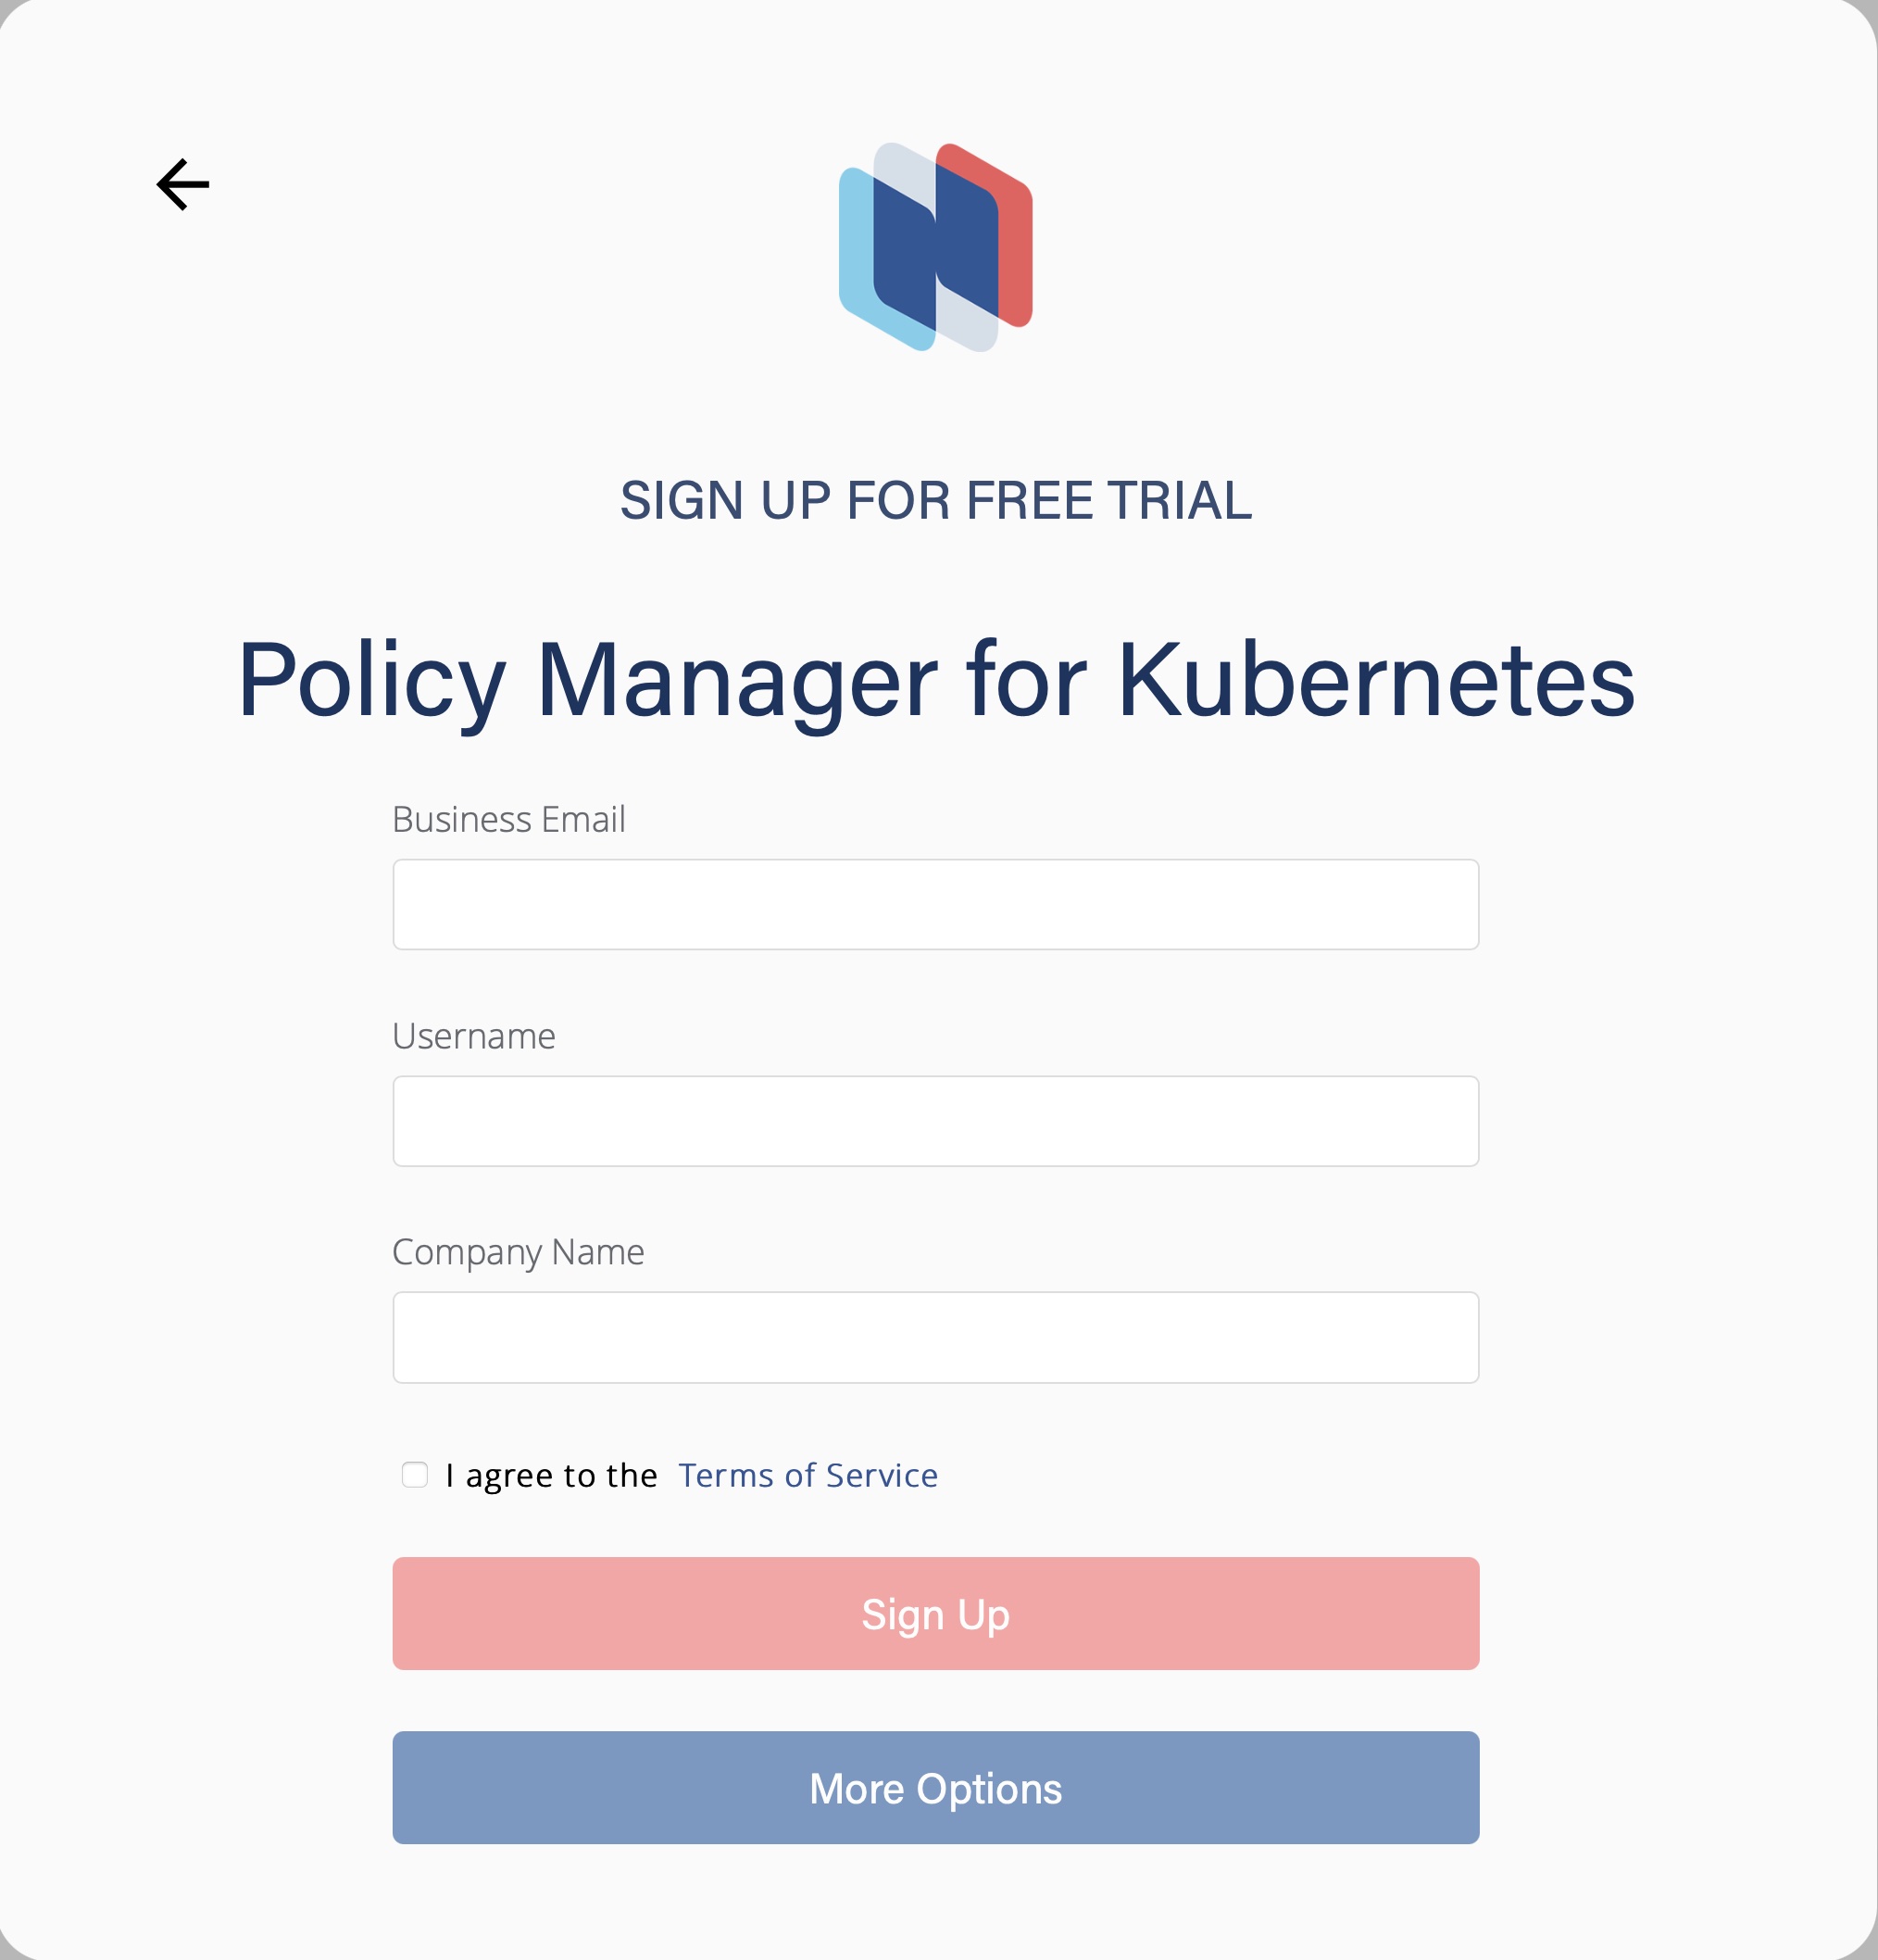 SIGN UP FOR FREE TRIAL
Policy Manager for Kubernetes
Business Email
Username
Company Name
I agree to the Terms of Service
Sign Up
More Options